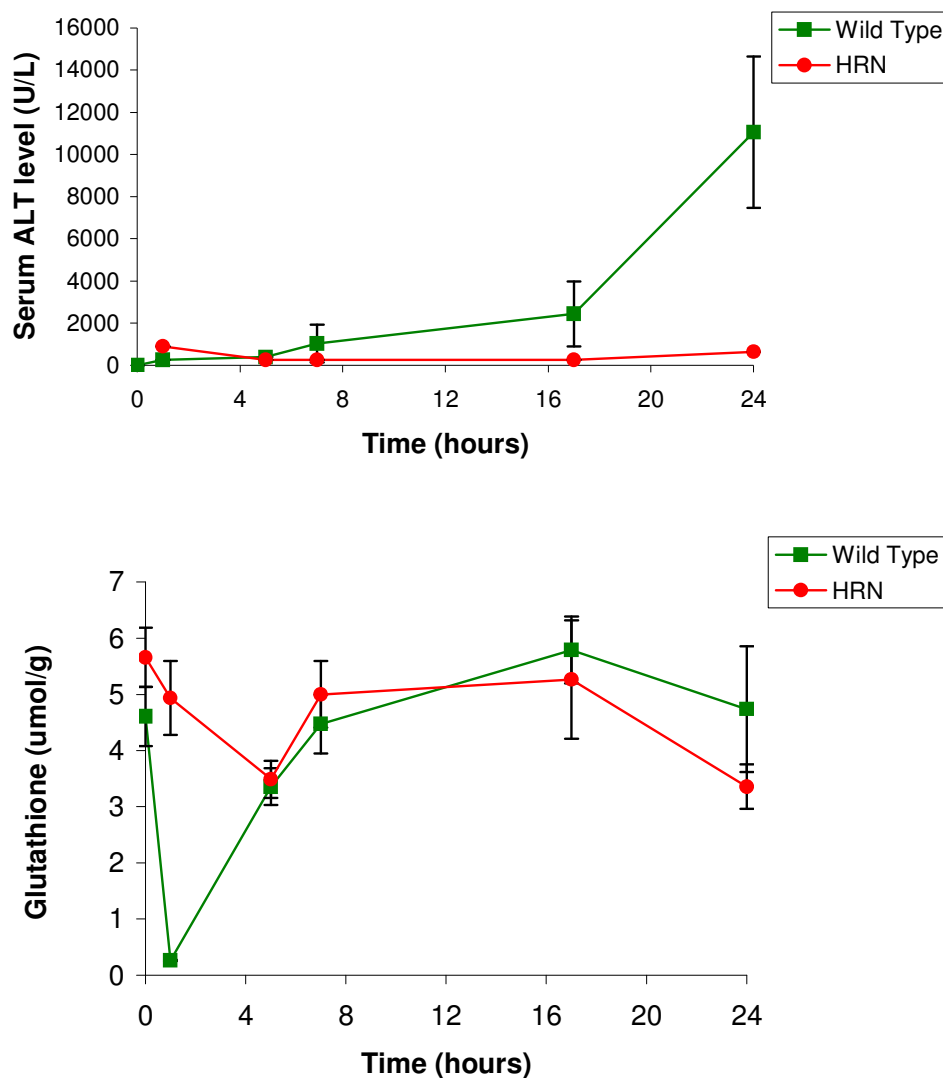 Wild Type
HRN
16000
14000
12000
10000
8000
6000
4000
2000
0
Serum ALT level (U/L)
0 4 8 12 16 20 24
Time (hours)
Wild Type
HRN
7
6
5
4
3
2
1
0
Glutathione (umol/g)
0 4 8 12 16 20 24
Time (hours)